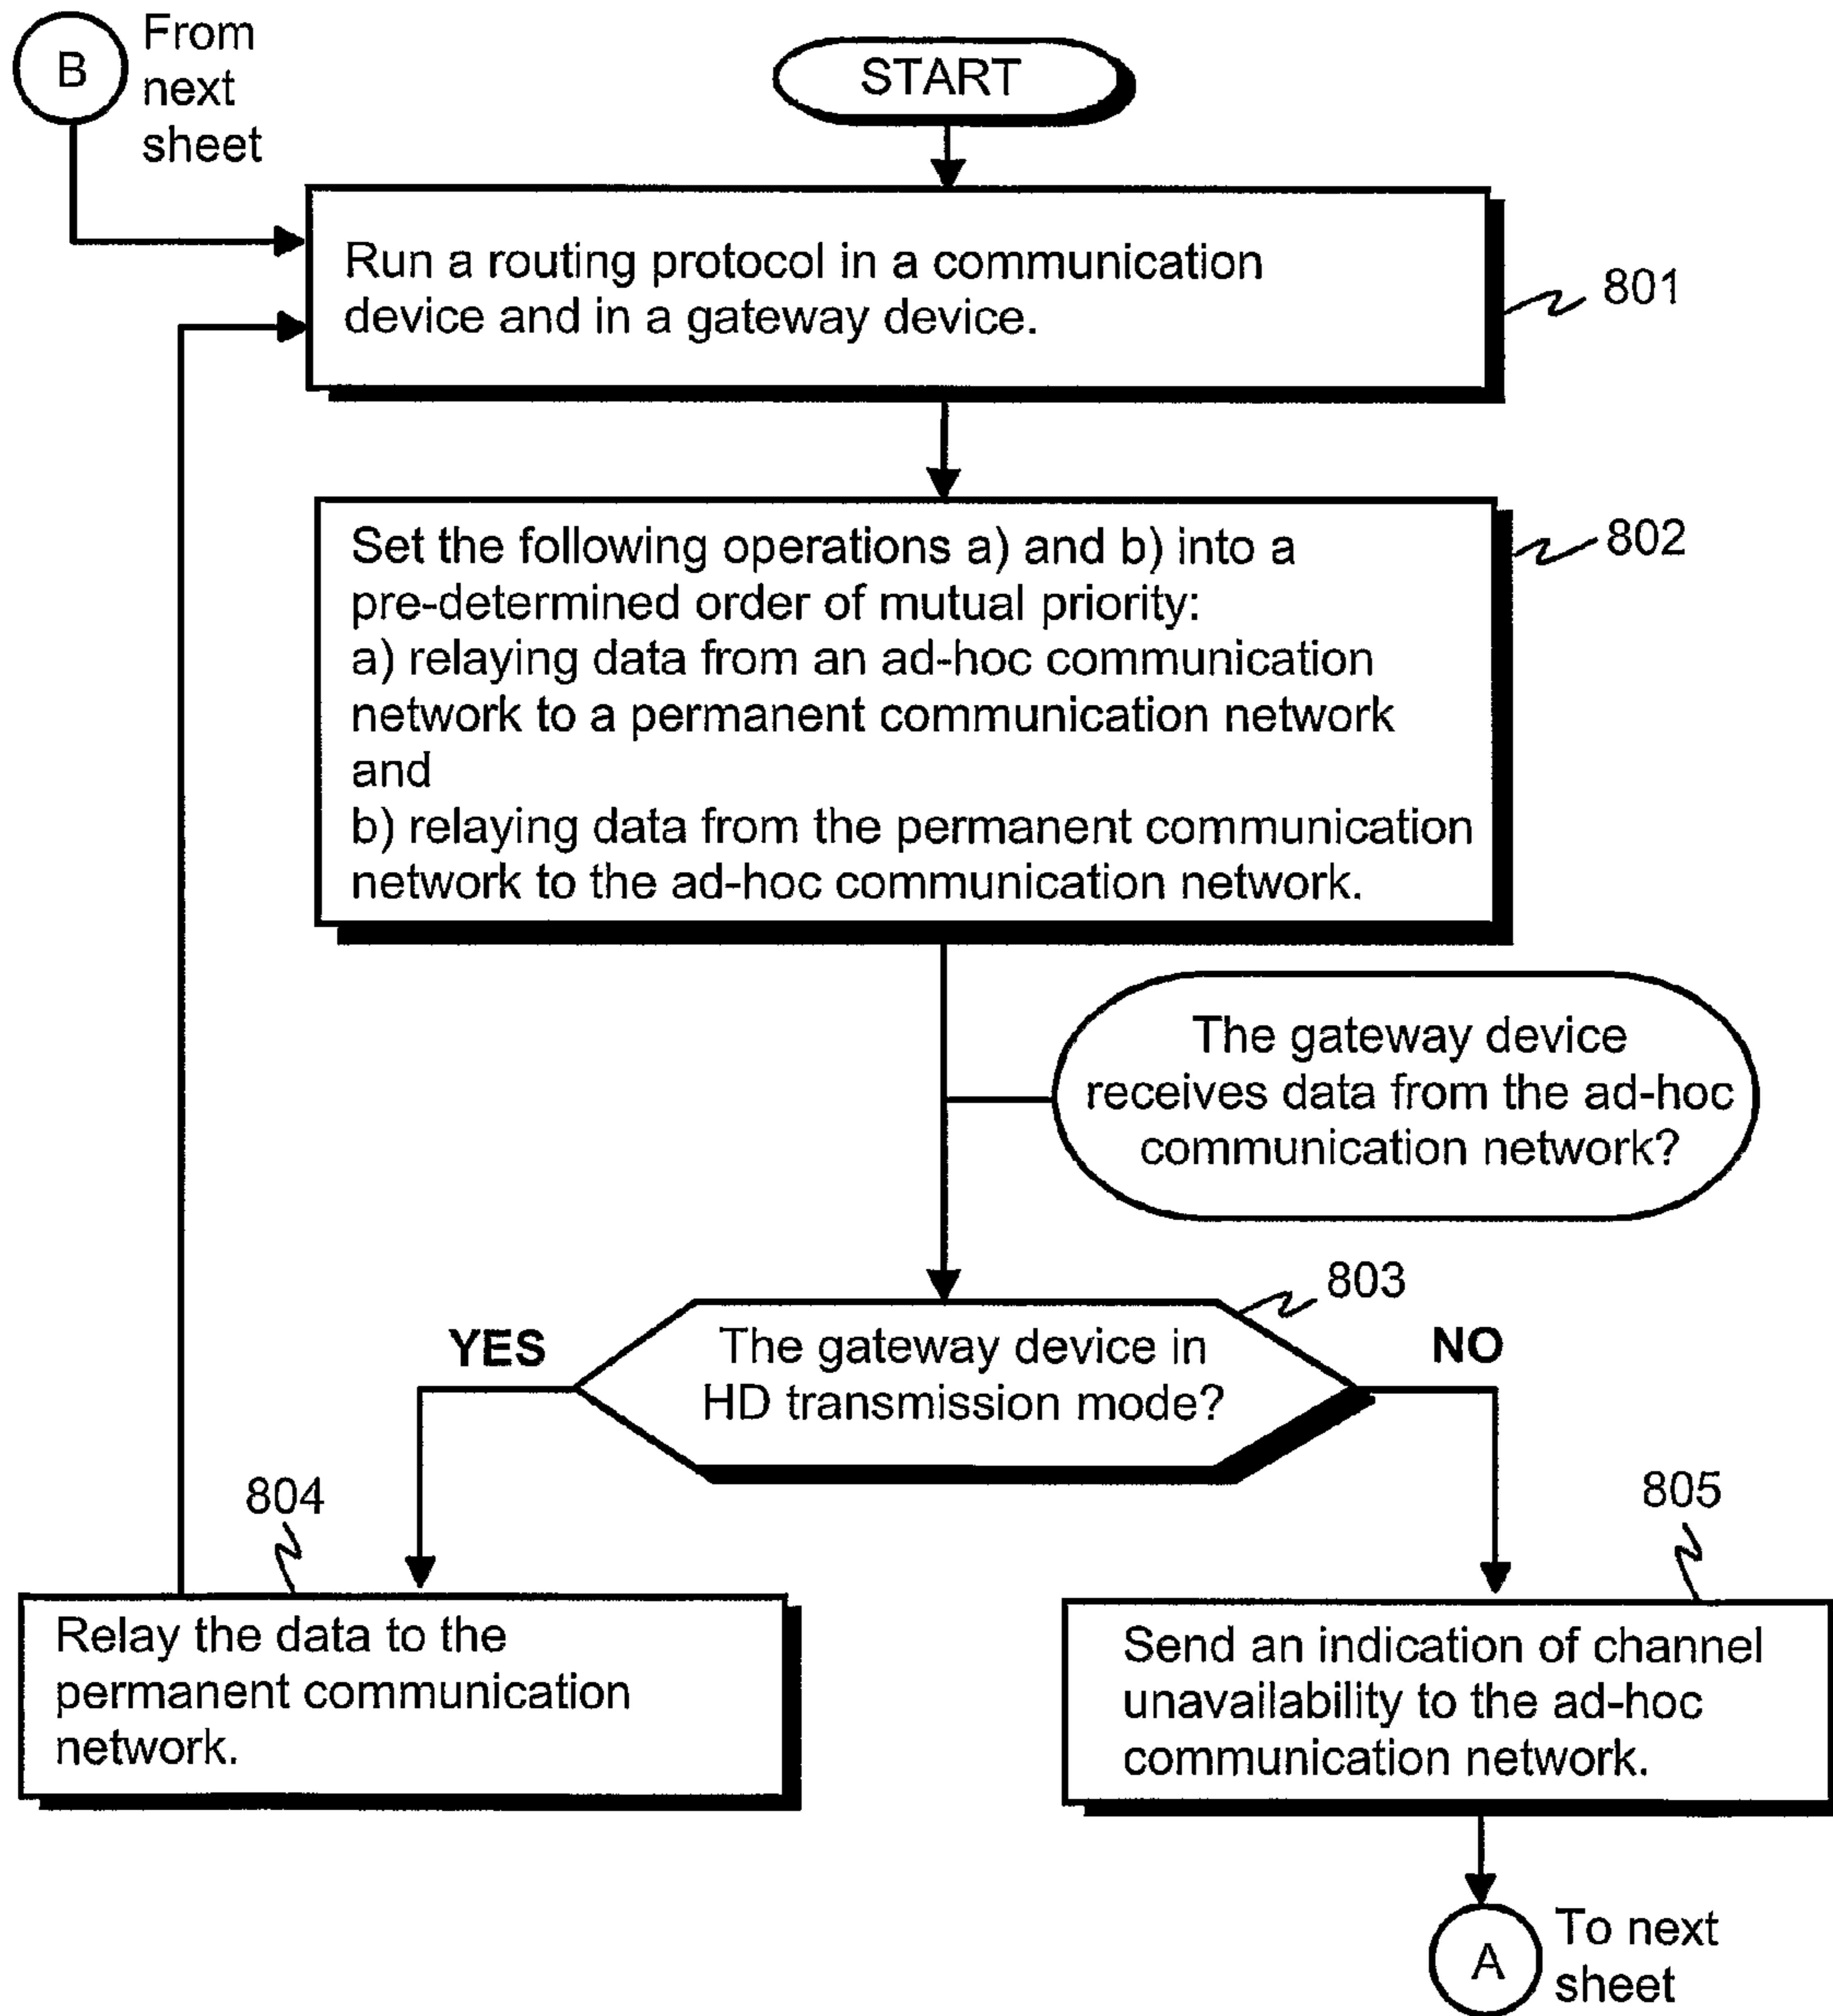 B
From
next
sheet
START
Run a routing protocol in a communication
device and in a gateway device.
801
Set the following operations a) and b) into a
pre-determined order of mutual priority:
a) relaying data from an ad-hoc communication
network to a permanent communication network
and
b) relaying data from the permanent communication
network to the ad-hoc communication network.
802
The gateway device
receives data from the ad-hoc
communication network?
803
YES
The gateway device in
HD transmission mode?
NO
804
Relay the data to the
permanent communication
network.
805
Send an indication of channel
unavailability to the ad-hoc
communication network.
A
To next
sheet